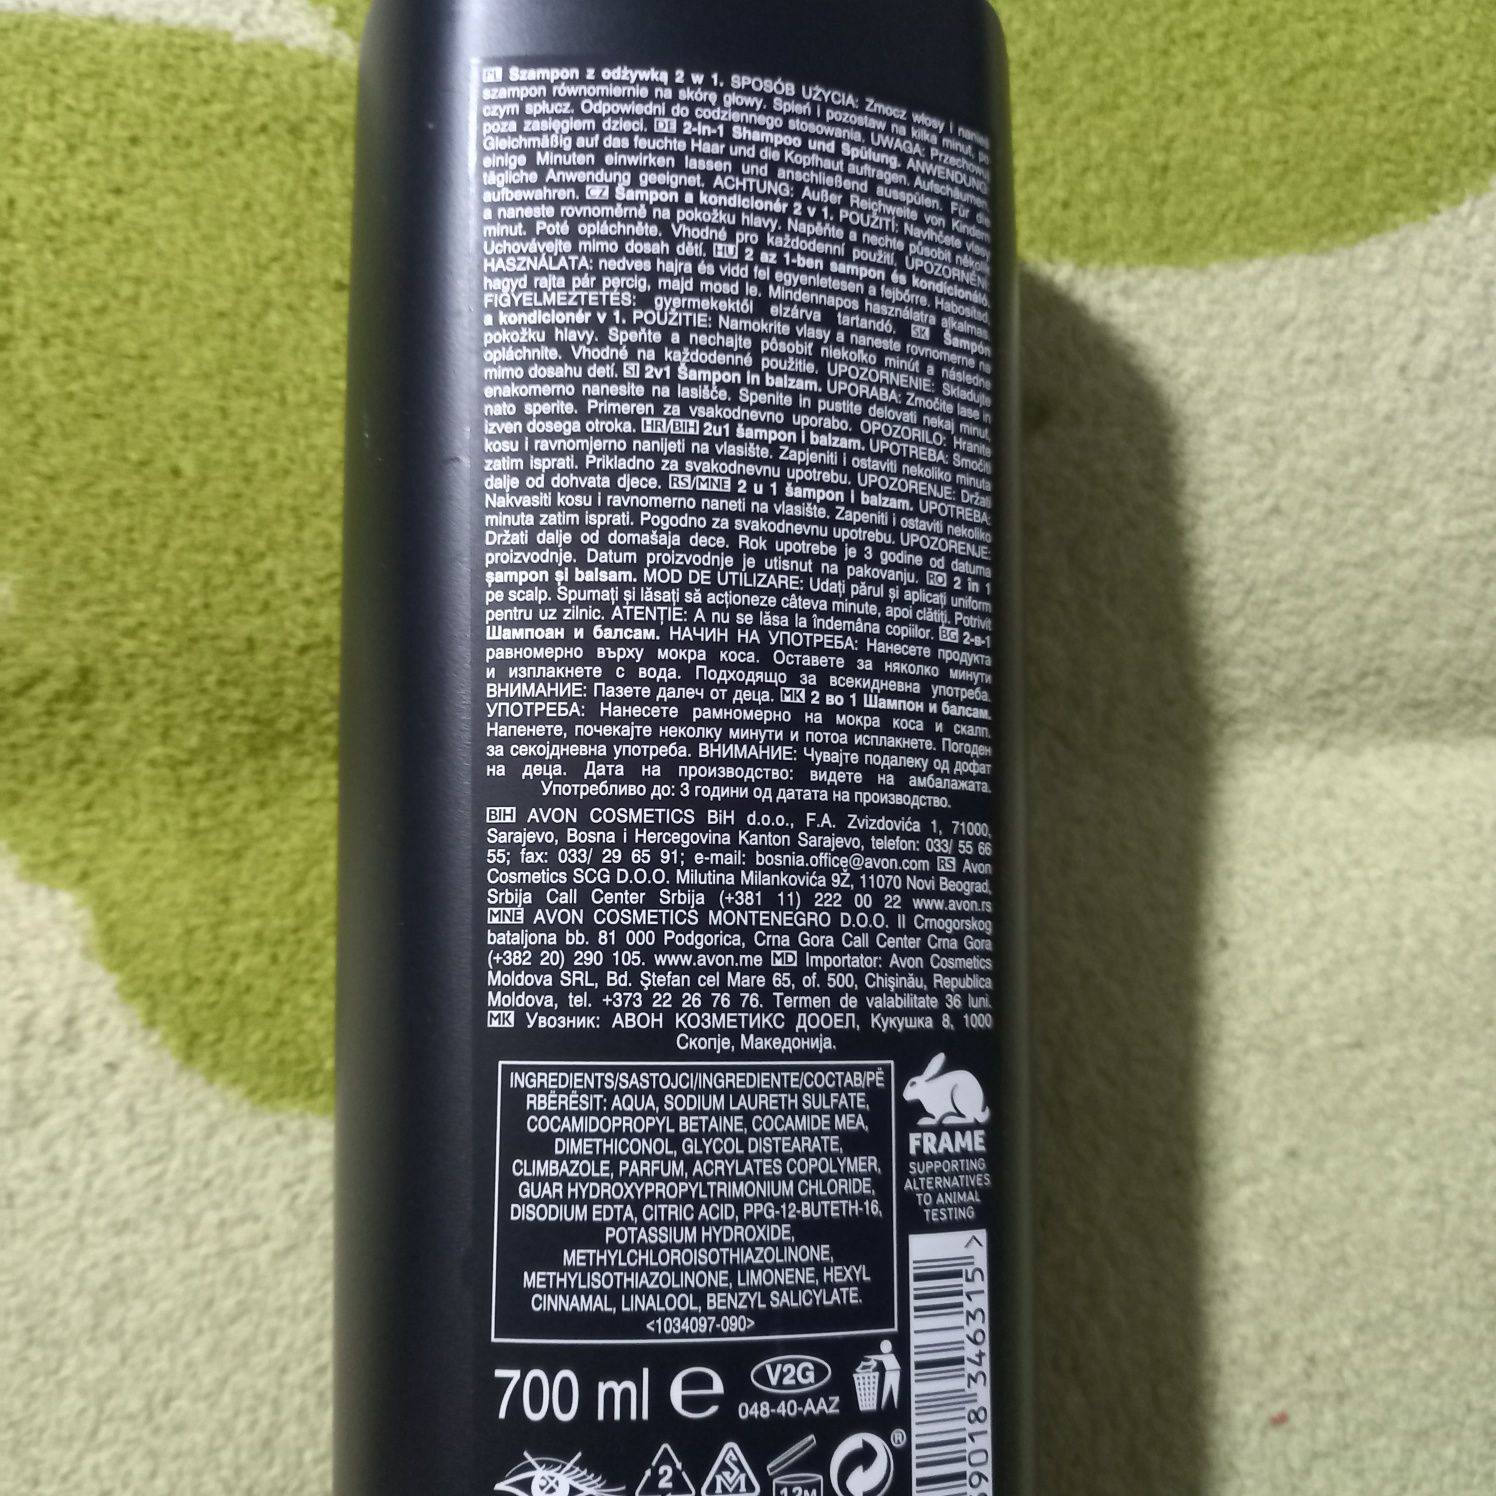 PL Szampon z odżywką 2 w 1. SPOSÓB UŻYCIA: Zmocz włosy i nanieś
szampon równomiernie na skórę głowy. Spień i pozostaw na kilka minut, po
czym spłucz. Odpowiedni do codziennego stosowania. UWAGA: Przechowuj
poza zasięgiem dzieci. DE 2-in-1 Shampoo und Spülung. ANWENDUNG:
Gleichmäßig auf das feuchte Haar und die Kopfhaut auftragen. Aufschäumen,
einige Minuten einwirken lassen und anschließend ausspülen. Für die
tägliche Anwendung geeignet. ACHTUNG: Außer Reichweite von Kindern
aufbewahren. CZ Šampon a kondicionér 2 v 1. POUŽITÍ: Navlhčete vlasy
a naneste rovnoměrně na pokožku hlavy. Napěňte a nechte působit několik
minut. Poté opláchněte. Vhodné pro každodenní použití. UPOZORNĚNÍ:
Uchovávejte mimo dosah dětí. HU 2 az 1-ben sampon és kondicionáló.
HASZNÁLATA: nedves hajra és vidd fel egyenletesen a fejbőrre. Habosítsd,
hagyd rajta pár percig, majd mosd le. Mindennapos használatra alkalmas.
FIGYELMEZTETÉS: gyermekektől elzárva tartandó. SK Šampón
a kondicionér v 1. POUŽITIE: Namokrite vlasy a naneste rovnomerne na
pokožku hlavy. Speňte a nechajte pôsobiť niekoľko minút a následne
opláchnite. Vhodné na každodenné použitie. UPOZORNENIE: Skladujte
mimo dosahu detí. SI 2v1 Šampon in balzam. UPORABA: Zmočite lase in
enakomerno nanesite na lasišče. Spenite in pustite delovati nekaj minut,
nato sperite. Primeren za vsakodnevno uporabo. OPOZORILO: Hranite
izven dosega otroka. HR/BIH 2u1 šampon i balzam. UPOTREBA: Smočiti
kosu i ravnomjerno nanijeti na vlasište. Zapjeniti i ostaviti nekoliko minuta
zatim isprati. Prikladno za svakodnevnu upotrebu. UPOZORENJE: Držati
dalje od dohvata djece. RS/MNE 2 u 1 šampon i balzam. UPOTREBA:
Nakvasiti kosu i ravnomerno naneti na vlasište. Zapeniti i ostaviti nekoliko
minuta zatim isprati. Pogodno za svakodnevnu upotrebu. UPOZORENJE:
Držati dalje od domašaja dece. Rok upotrebe je 3 godine od datuma
proizvodnje. Datum proizvodnje je utisnut na pakovanju. RO 2 în 1
șampon și balsam. MOD DE UTILIZARE: Udați părul și aplicați uniform
pe scalp. Spumați și lăsați să acționeze câteva minute, apoi clătiți. Potrivit
pentru uz zilnic. ATENȚIE: A nu se lăsa la îndemâna copiilor. BG 2-в-1
Шампоан и балсам. НАЧИН НА УПОТРЕБА: Нанесете продукта
равномерно върху мокра коса. Оставете за няколко минути
и изплакнете с вода. Подходящо за всекидневна употреба.
ВНИМАНИЕ: Пазете далеч от деца. MK 2 во 1 Шампон и балсам.
УПОТРЕБА: Нанесете рамномерно на мокра коса и скалп.
Напенете, почекајте неколку минути и потоа исплакнете. Погоден
за секојдневна употреба. ВНИМАНИЕ: Чувајте подалеку од дофат
на деца. Дата на производство: видете на амбалажата.
Употребливо до: 3 години од датата на производство.
BIH AVON COSMETICS BiH d.o.o., F.A. Zvizdovića 1, 71000,
Sarajevo, Bosna i Hercegovina Kanton Sarajevo, telefon: 033/ 55 66
55; fax: 033/ 29 65 91; e-mail: bosnia.office@avon.com RS Avon
Cosmetics SCG D.O.O. Milutina Milankovića 9Ž, 11070 Novi Beograd,
Srbija Call Center Srbija (+381 11) 222 00 22 www.avon.rs
MNE AVON COSMETICS MONTENEGRO D.O.O. II Crnogorskog
bataljona bb. 81 000 Podgorica, Crna Gora Call Center Crna Gora
(+382 20) 290 105. www.avon.me MD Importator: Avon Cosmetics
Moldova SRL, Bd. Ștefan cel Mare 65, of. 500, Chișinău, Republica
Moldova, tel. +373 22 26 76 76. Termen de valabilitate 36 luni.
MK Увозник: АВОН КОЗМЕТИКС ДООЕЛ, Кукушка 8, 1000
Скопје, Македонија.
INGREDIENTS/SASTOJCI/INGREDIENTE/СОСТАВ/PË
RBËRËSIT: AQUA, SODIUM LAURETH SULFATE,
COCAMIDOPROPYL BETAINE, COCAMIDE MEA,
DIMETHICONOL, GLYCOL DISTEARATE,
CLIMBAZOLE, PARFUM, ACRYLATES COPOLYMER,
GUAR HYDROXYPROPYLTRIMONIUM CHLORIDE,
DISODIUM EDTA, CITRIC ACID, PPG-12-BUTETH-16,
POTASSIUM HYDROXIDE,
METHYLCHLOROISOTHIAZOLINONE,
METHYLISOTHIAZOLINONE, LIMONENE, HEXYL
CINNAMAL, LINALOOL, BENZYL SALICYLATE.
<1034097-090>
FRAME
SUPPORTING
ALTERNATIVES
TO ANIMAL
TESTING
700 ml e
V2G
048-40-AAZ
2
SM
12M
®
9018 346315 >